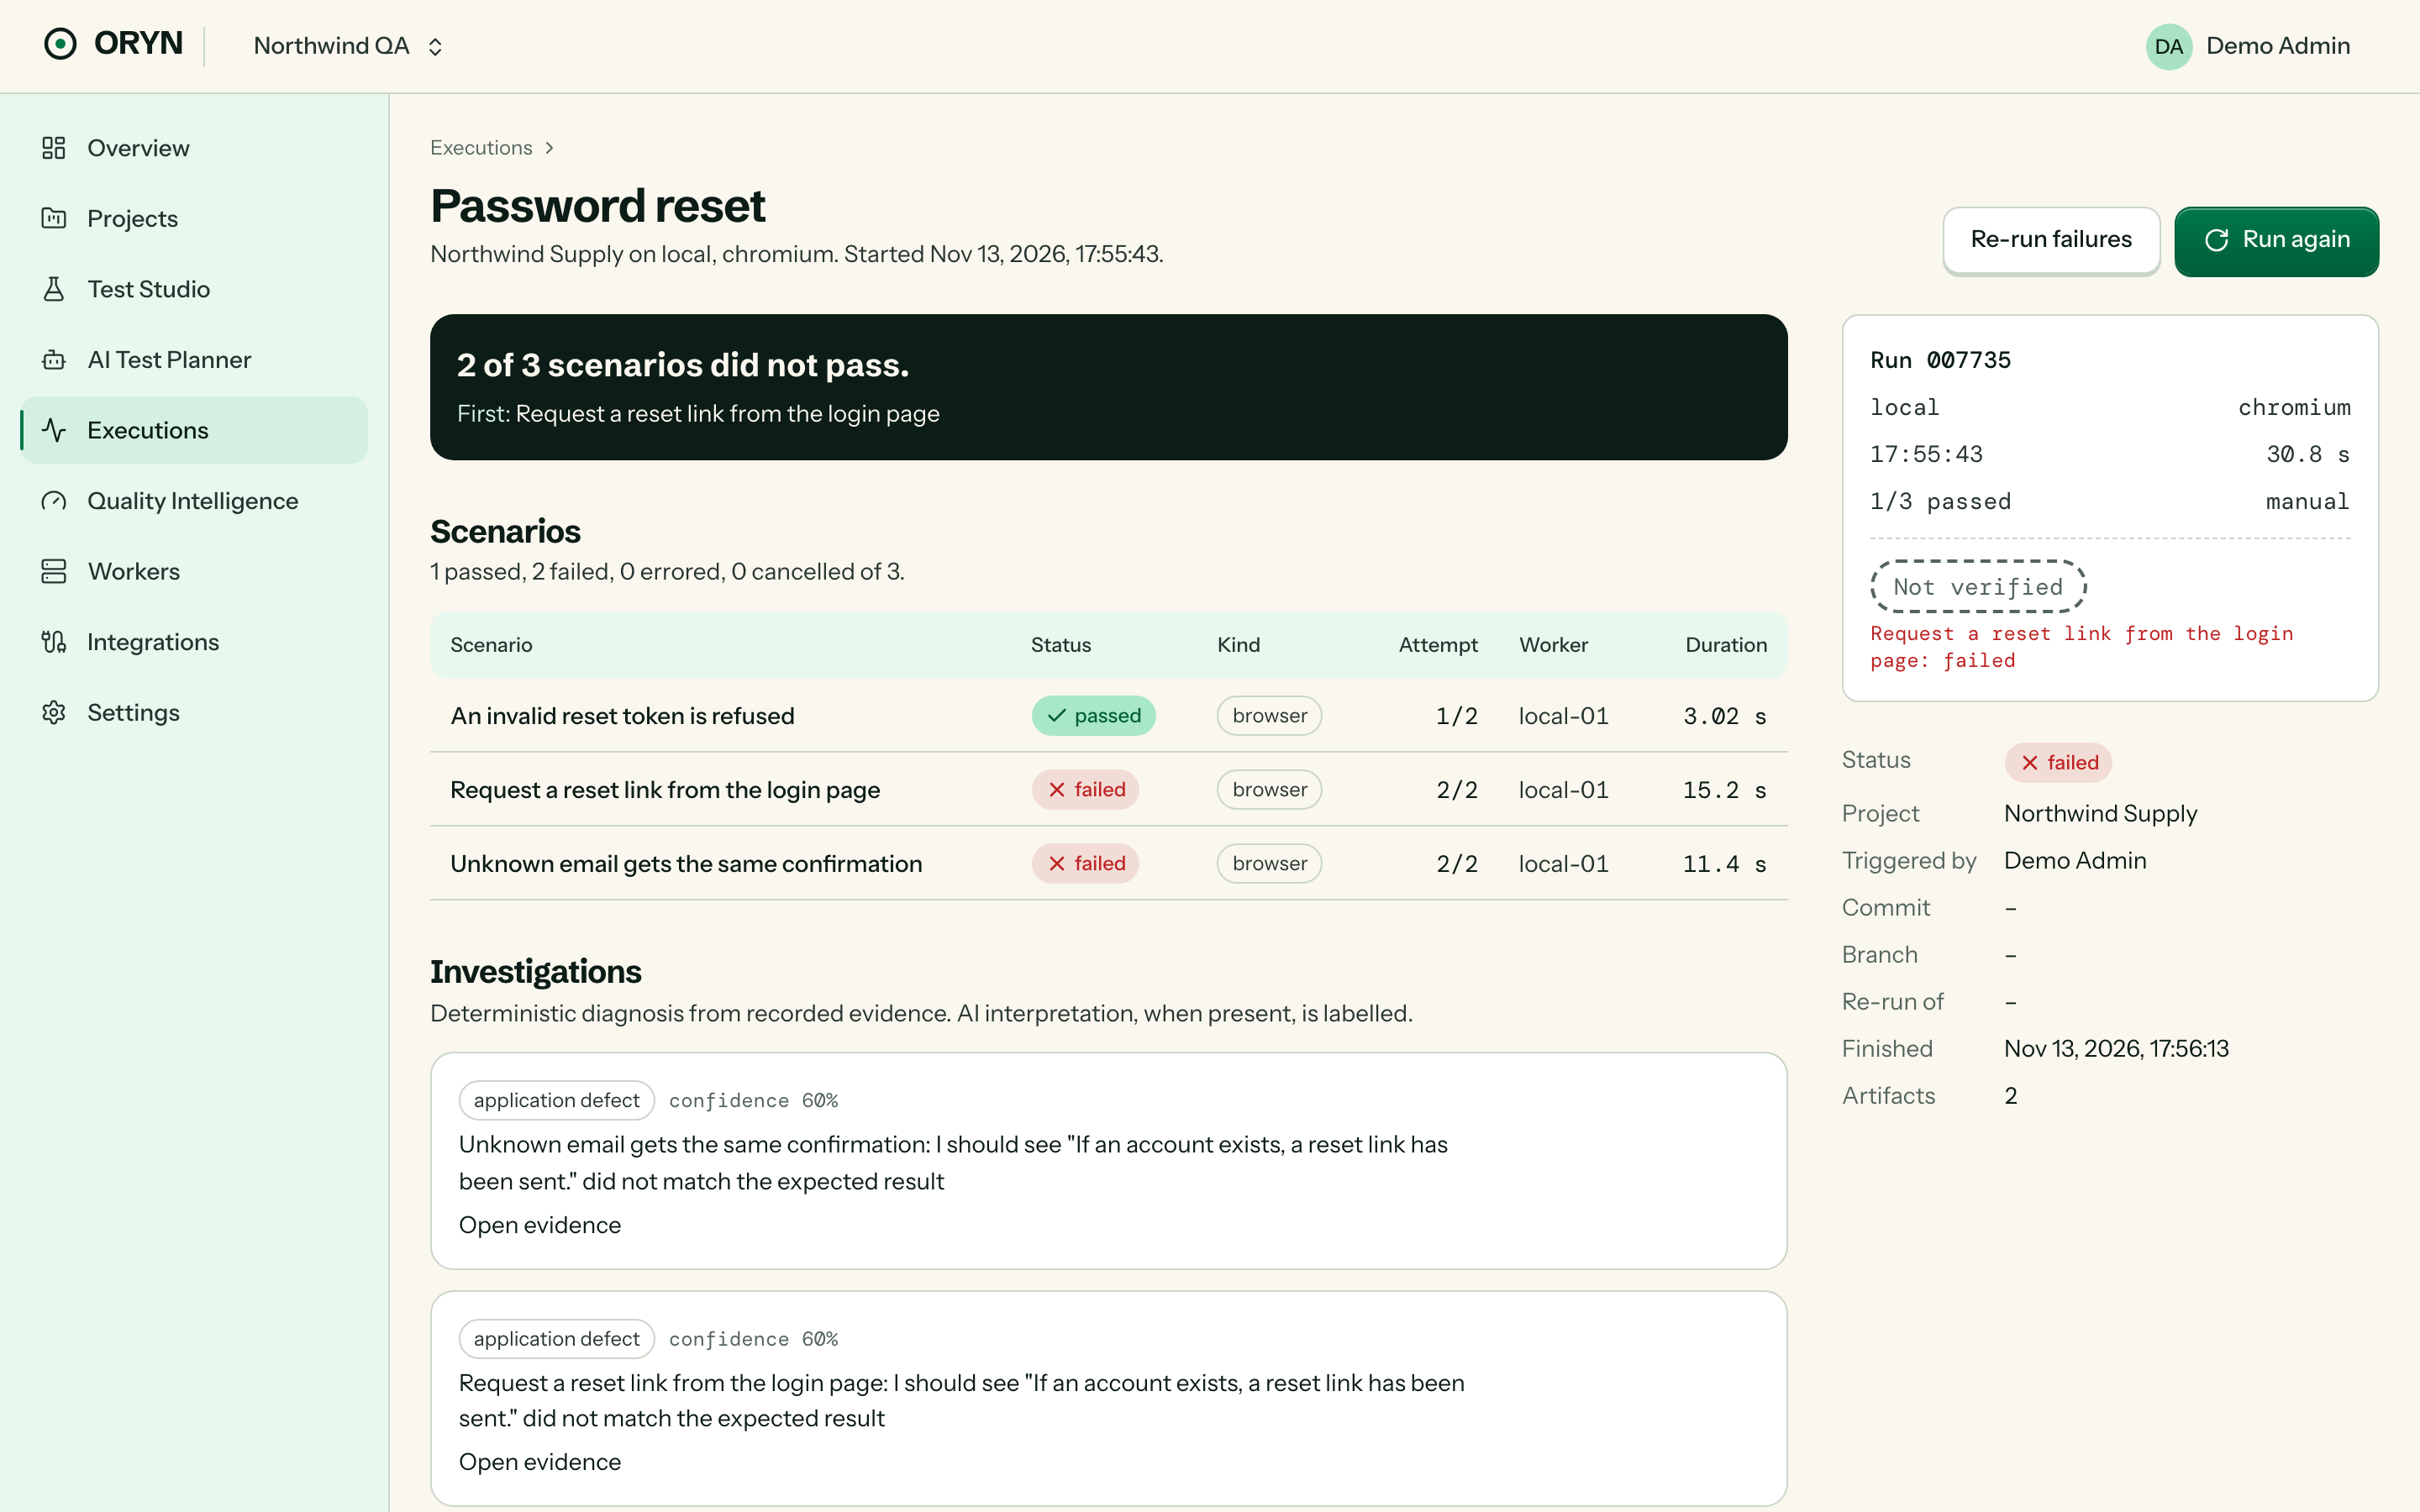 ORYN
Northwind QA
DA
Demo Admin
Overview
Projects
Test Studio
AI Test Planner
Executions
Quality Intelligence
Workers
Integrations
Settings
Executions
Password reset
Northwind Supply on local, chromium. Started Nov 13, 2026, 17:55:43.
Re-run failures
Run again
2 of 3 scenarios did not pass.
First: Request a reset link from the login page
Scenarios
1 passed, 2 failed, 0 errored, 0 cancelled of 3.
Scenario Status Kind Attempt Worker Duration
An invalid reset token is refused passed browser 1/2 local-01 3.02 s
Request a reset link from the login page failed browser 2/2 local-01 15.2 s
Unknown email gets the same confirmation failed browser 2/2 local-01 11.4 s
Investigations
Deterministic diagnosis from recorded evidence. AI interpretation, when present, is labelled.
application defect confidence 60%
Unknown email gets the same confirmation: I should see "If an account exists, a reset link has
been sent." did not match the expected result
Open evidence
application defect confidence 60%
Request a reset link from the login page: I should see "If an account exists, a reset link has been
sent." did not match the expected result
Open evidence
Run 007735
local chromium
17:55:43 30.8 s
1/3 passed manual
Not verified
Request a reset link from the login
page: failed
Status failed
Project Northwind Supply
Triggered by Demo Admin
Commit –
Branch –
Re-run of –
Finished Nov 13, 2026, 17:56:13
Artifacts 2